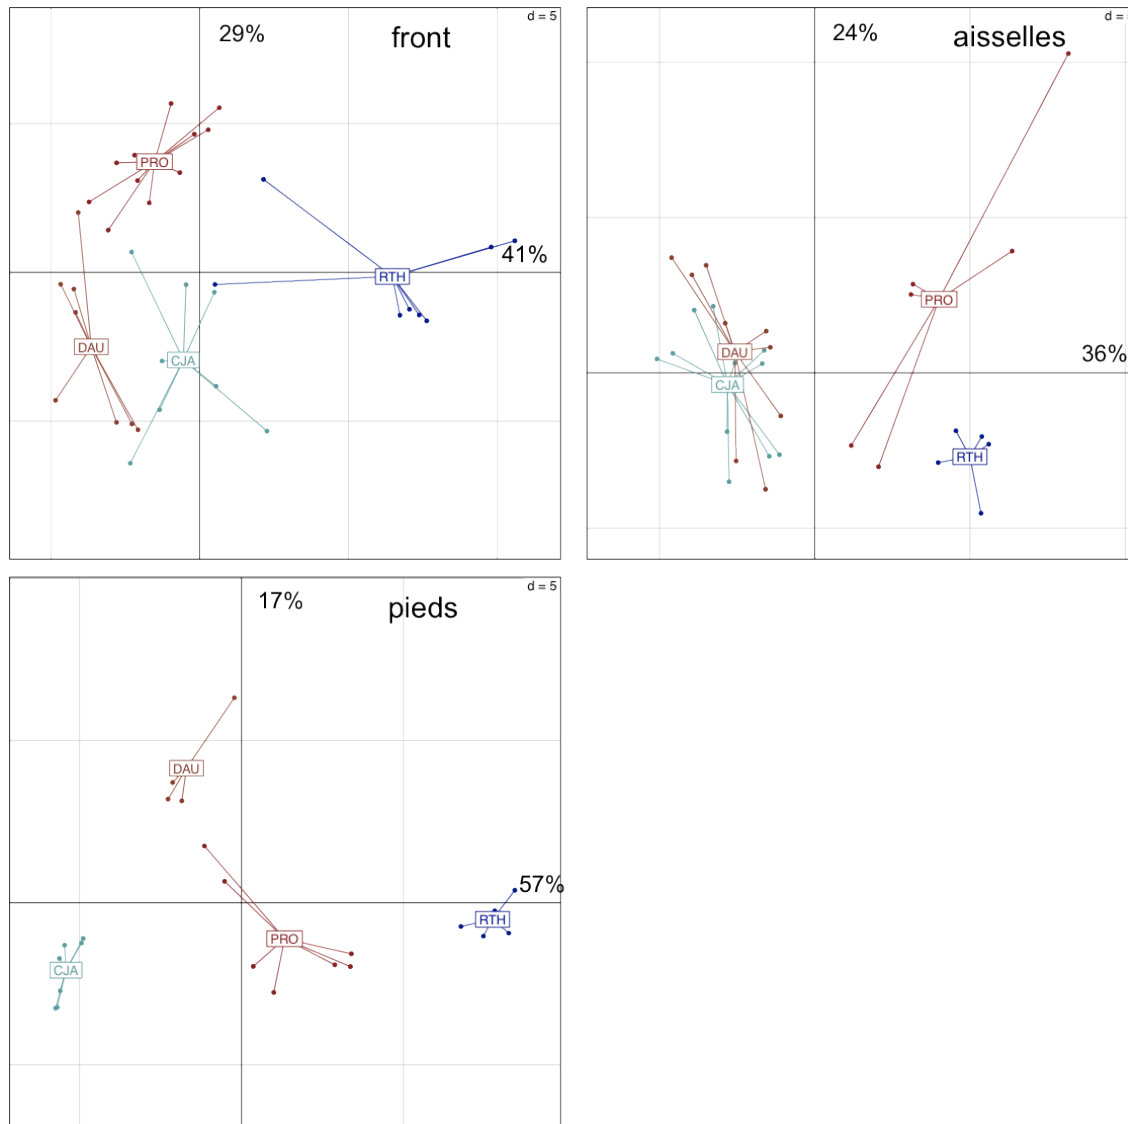 d = 5
29%
front
PRO
41%
RTH
DAU
CJA
d = 5
24%
aisselles
PRO
DAU
36%
CJA
RTH
d = 5
17%
pieds
DAU
57%
RTH
PRO
CJA